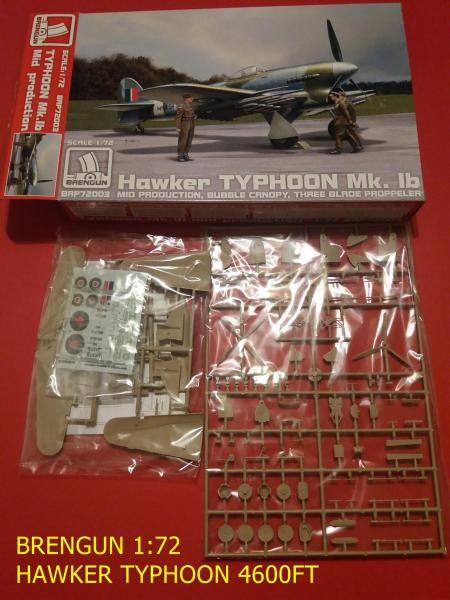 BRENGUN
SCALE 1:72 BRP72003
TYPHOON Mk.Ib
Mid production
SCALE-1/72
BRENGUN
BRP72003
Hawker TYPHOON Mk. Ib
MID PRODUCTION, BUBBLE CANOPY, THREE BLADE PROPPELER
BRENGUN 1:72
HAWKER TYPHOON 4600FT